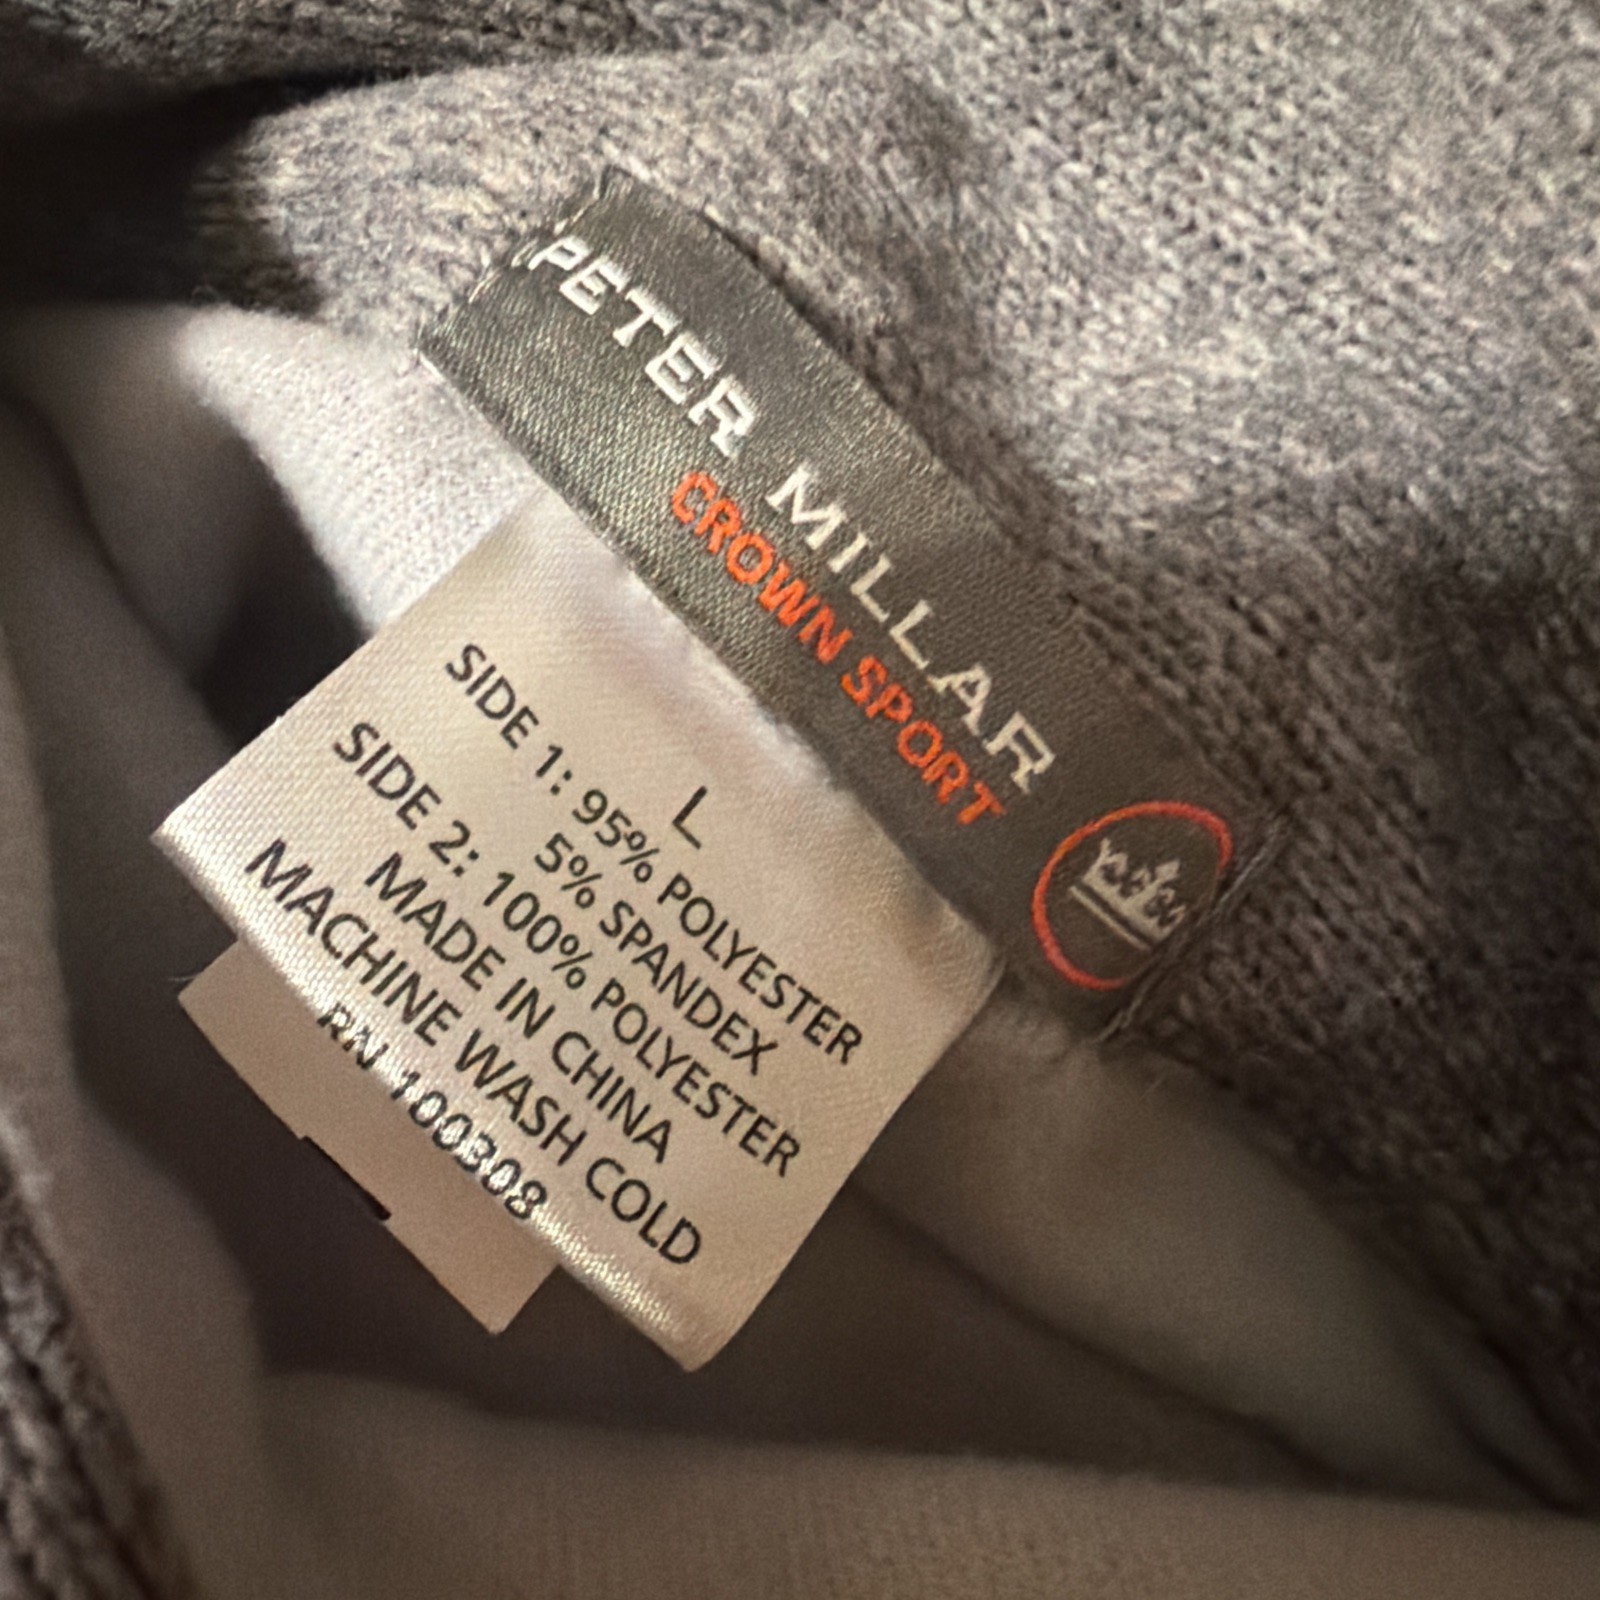 PETER MILLAR
CROWN SPORT
L
SIDE 1: 95% POLYESTER
5% SPANDEX
SIDE 2: 100% POLYESTER
MADE IN CHINA
MACHINE WASH COLD
RN 100308